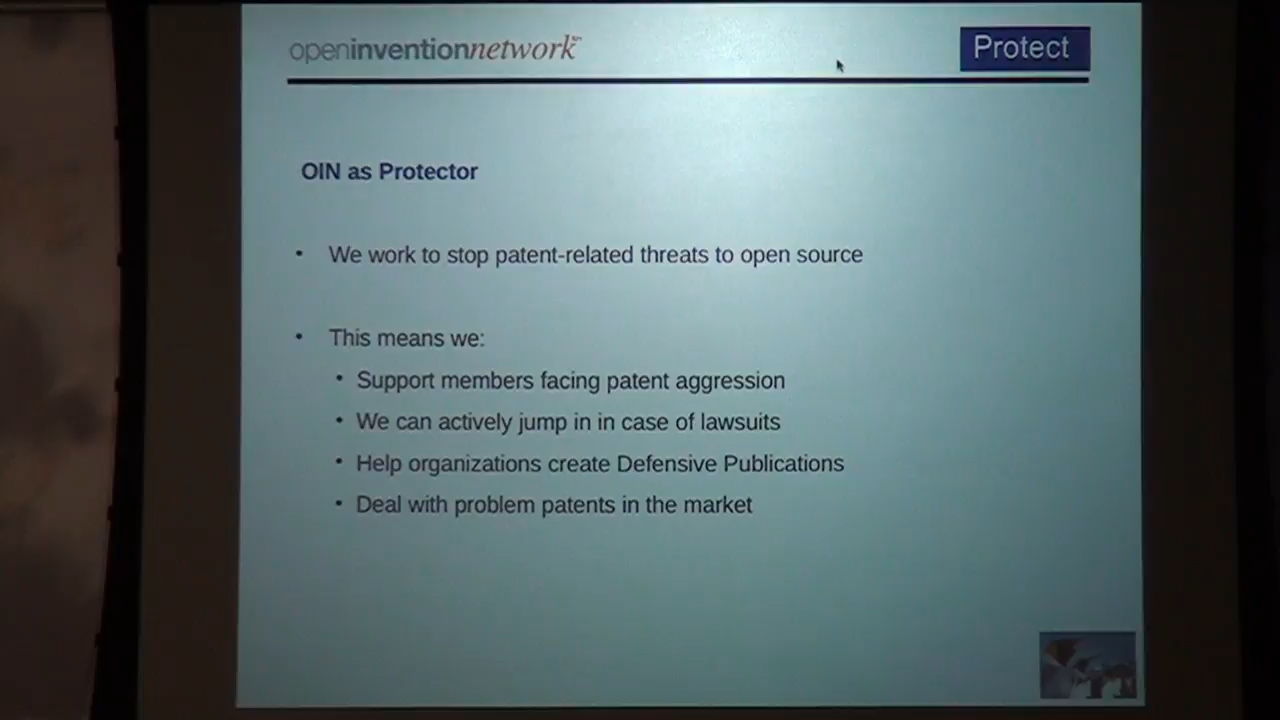 openinventionnetwork
Protect
OIN as Protector
• We work to stop patent-related threats to open source
• This means we:
• Support members facing patent aggression
• We can actively jump in in case of lawsuits
• Help organizations create Defensive Publications
• Deal with problem patents in the market